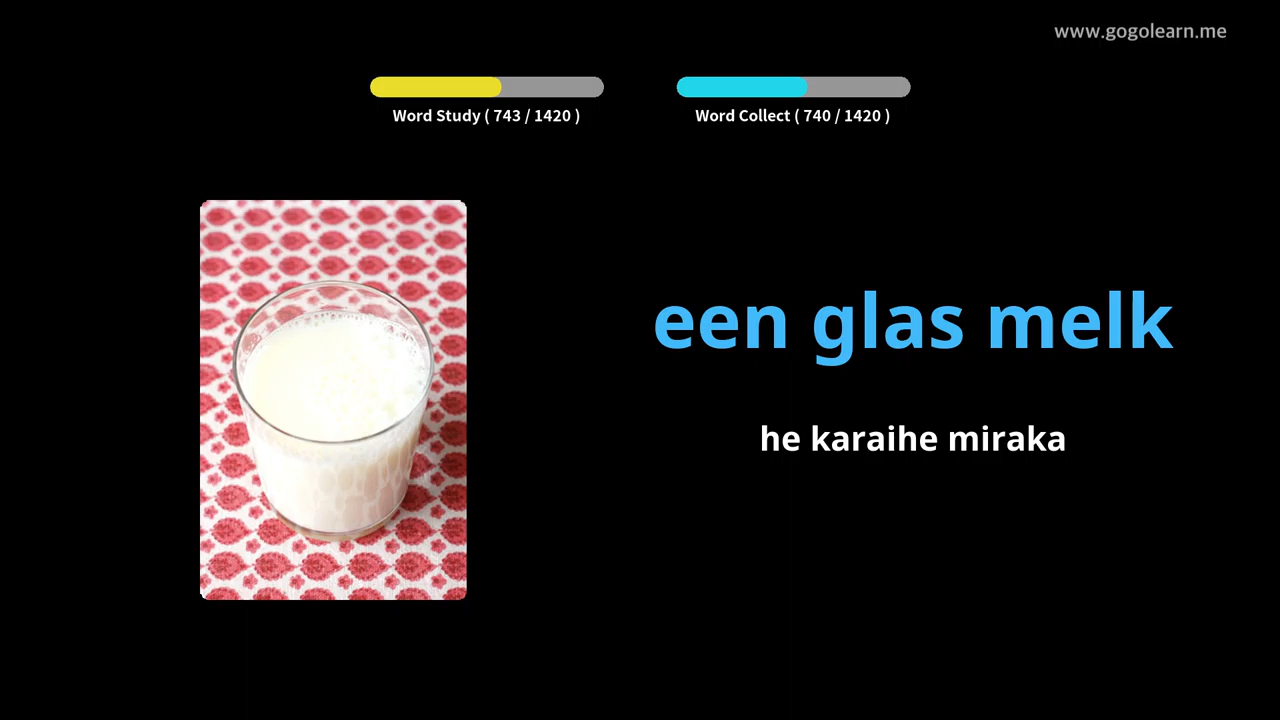 www.gogolearn.me
Word Study ( 743 / 1420 )
Word Collect ( 740 / 1420 )
een glas melk
he karaihe miraka